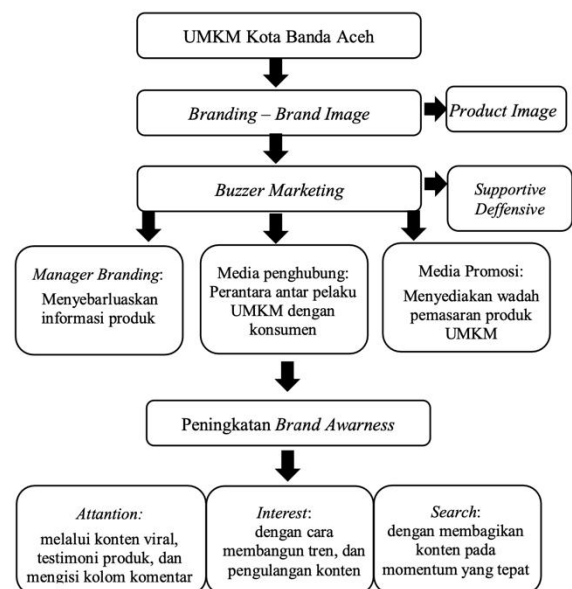 UMKM Kota Banda Aceh
Branding – Brand Image
Product Image
Buzzer Marketing
Supportive
Deffensive
Manager Branding:
Menyebarluaskan
informasi produk
Media penghubung:
Perantara antar pelaku
UMKM dengan
konsumen
Media Promosi:
Menyediakan wadah
pemasaran produk
UMKM
Peningkatan Brand Awarness
Attantion:
melalui konten viral,
testimoni produk, dan
mengisi kolom komentar
Interest:
dengan cara
membangun tren, dan
pengulangan konten
Search:
dengan membagikan
konten pada
momentum yang tepat